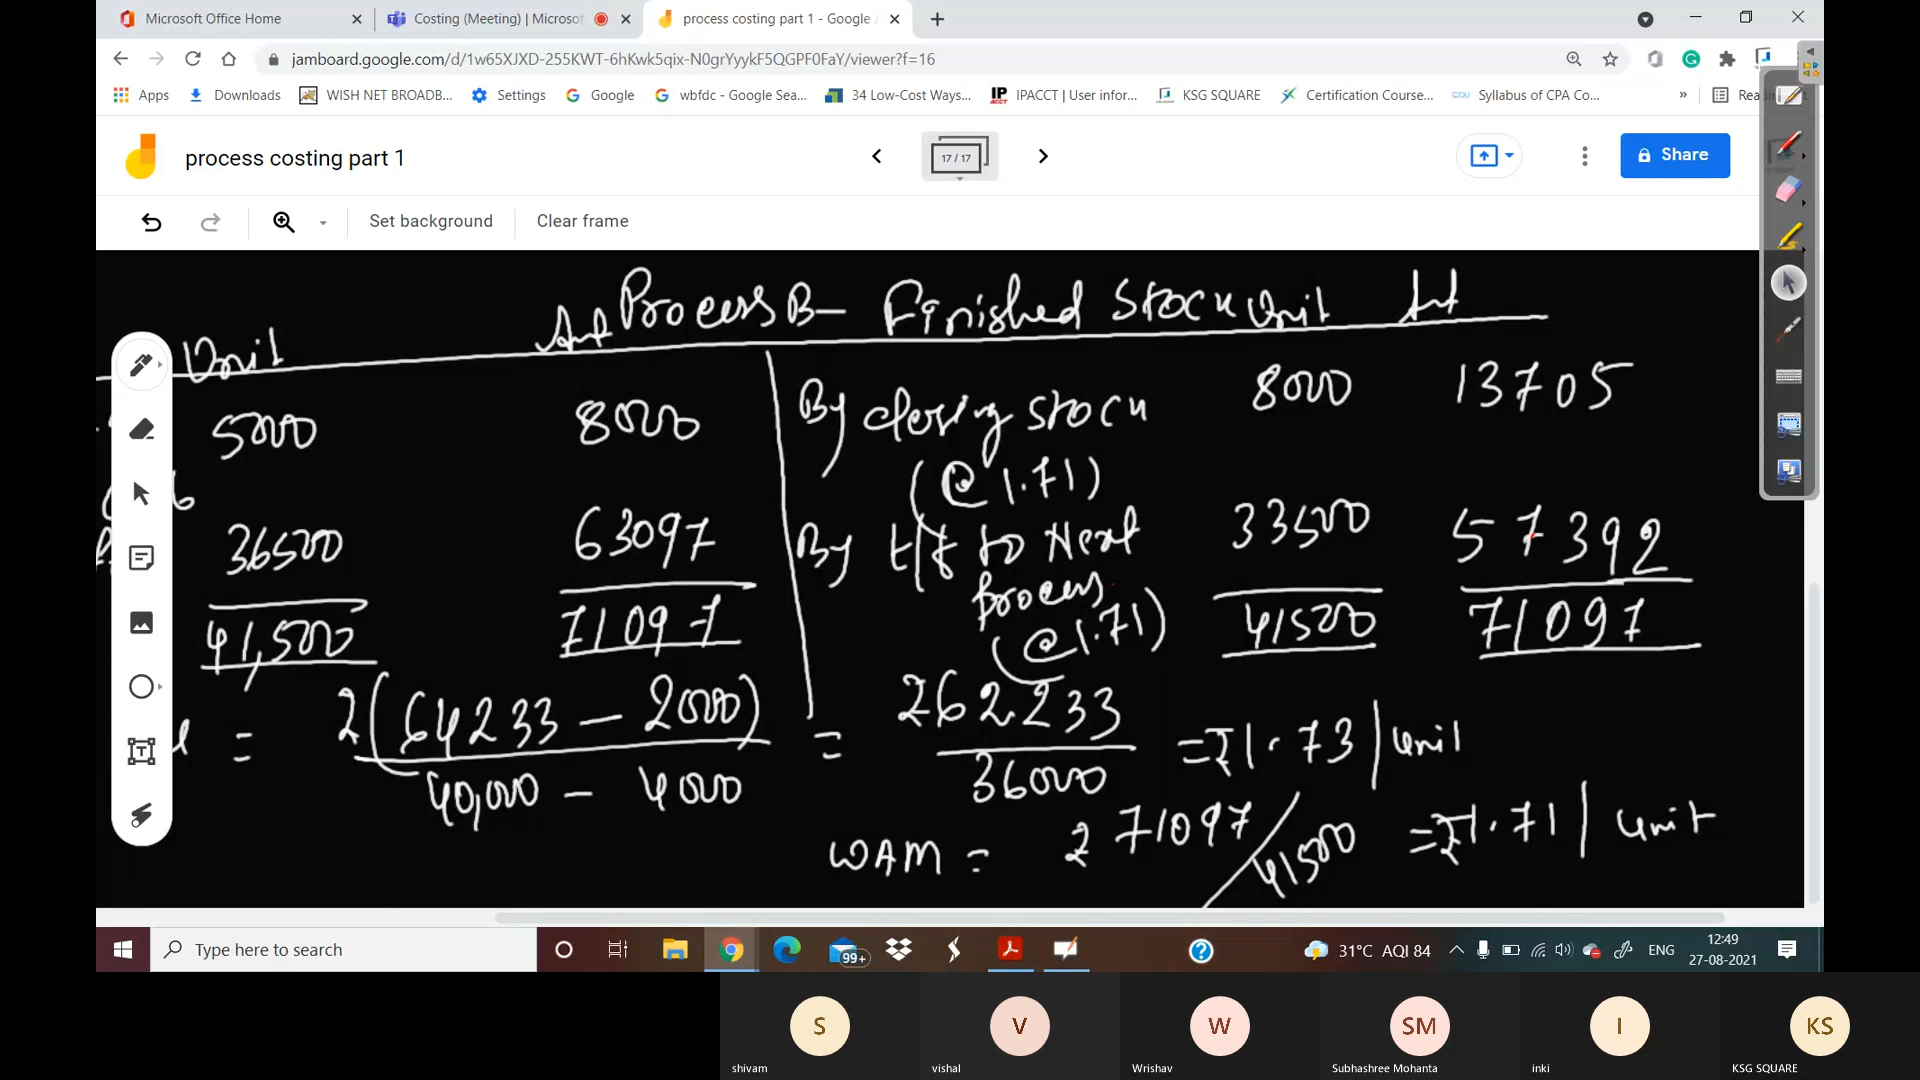 Microsoft Office Home
Costing (Meeting) | Microsof
process costing part 1 - Google J
jamboard.google.com/d/1w65XJXD-255KWT-6hKwk5qix-N0grYyykF5QGPF0FaY/viewer?f=16
Apps Downloads WISH NET BROADB... Settings Google wbfdc - Google Sea... 34 Low-Cost Ways... IPACCT | User infor... KSG SQUARE Certification Course... Syllabus of CPA Co... » Readi
process costing part 1
17 / 17
Share
Set background Clear frame
Process B- Finished Stock
Unit Amt Unit Amt
5000 8000 By closing stock 8000 13705
(@1.71)
36500 63097 By t/f to Next 33500 57392
process
(@1.71)
41,500 71097 41500 71097
= 2(64233 - 2000) = 262233 = ₹1.73/unit
40,000 - 4000 36000
WAM = 271097/41500 = ₹1.71/unit
Type here to search
99+
31°C AQI 84
ENG
12:49
27-08-2021
S V W SM I KS
shivam vishal Wrishav Subhashree Mohanta inki KSG SQUARE